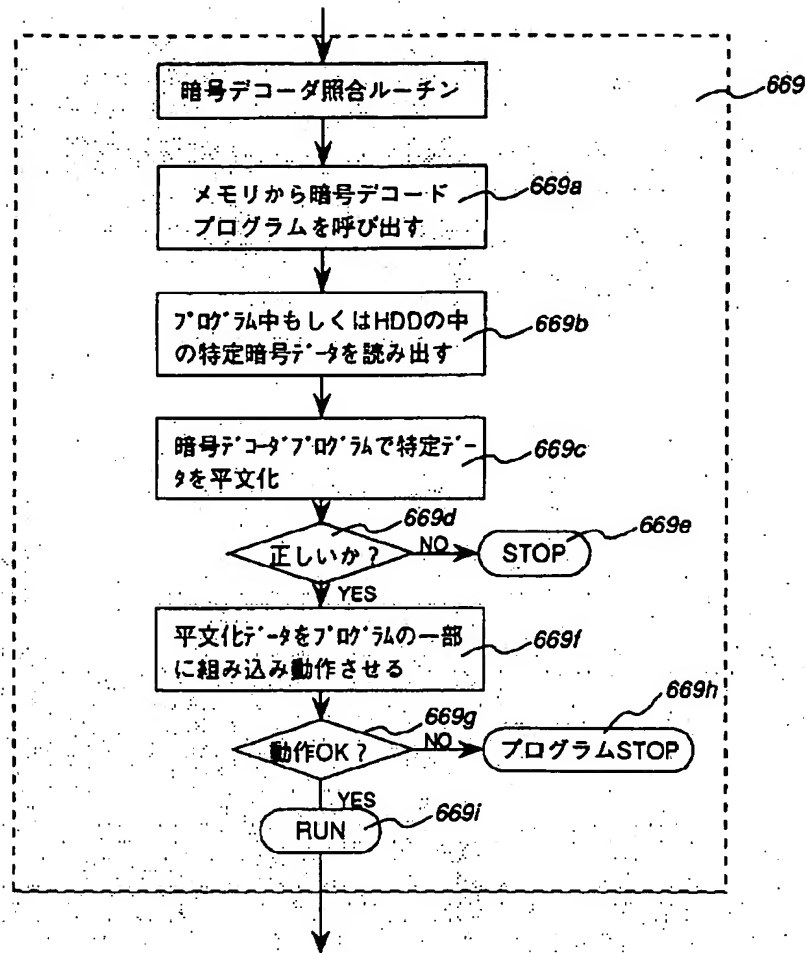 暗号デコーダ照合ルーチン
669
メモリから暗号デコード
プログラムを呼び出す
669a
プログラム中もしくはHDDの中
の特定暗号データを読み出す
669b
暗号デコーダプログラムで特定デー
タを平文化
669c
669d
正しいか?
NO
STOP
669e
YES
平文化データをプログラムの一部
に組み込み動作させる
669f
669g
動作OK?
NO
プログラムSTOP
669h
YES
RUN
669i